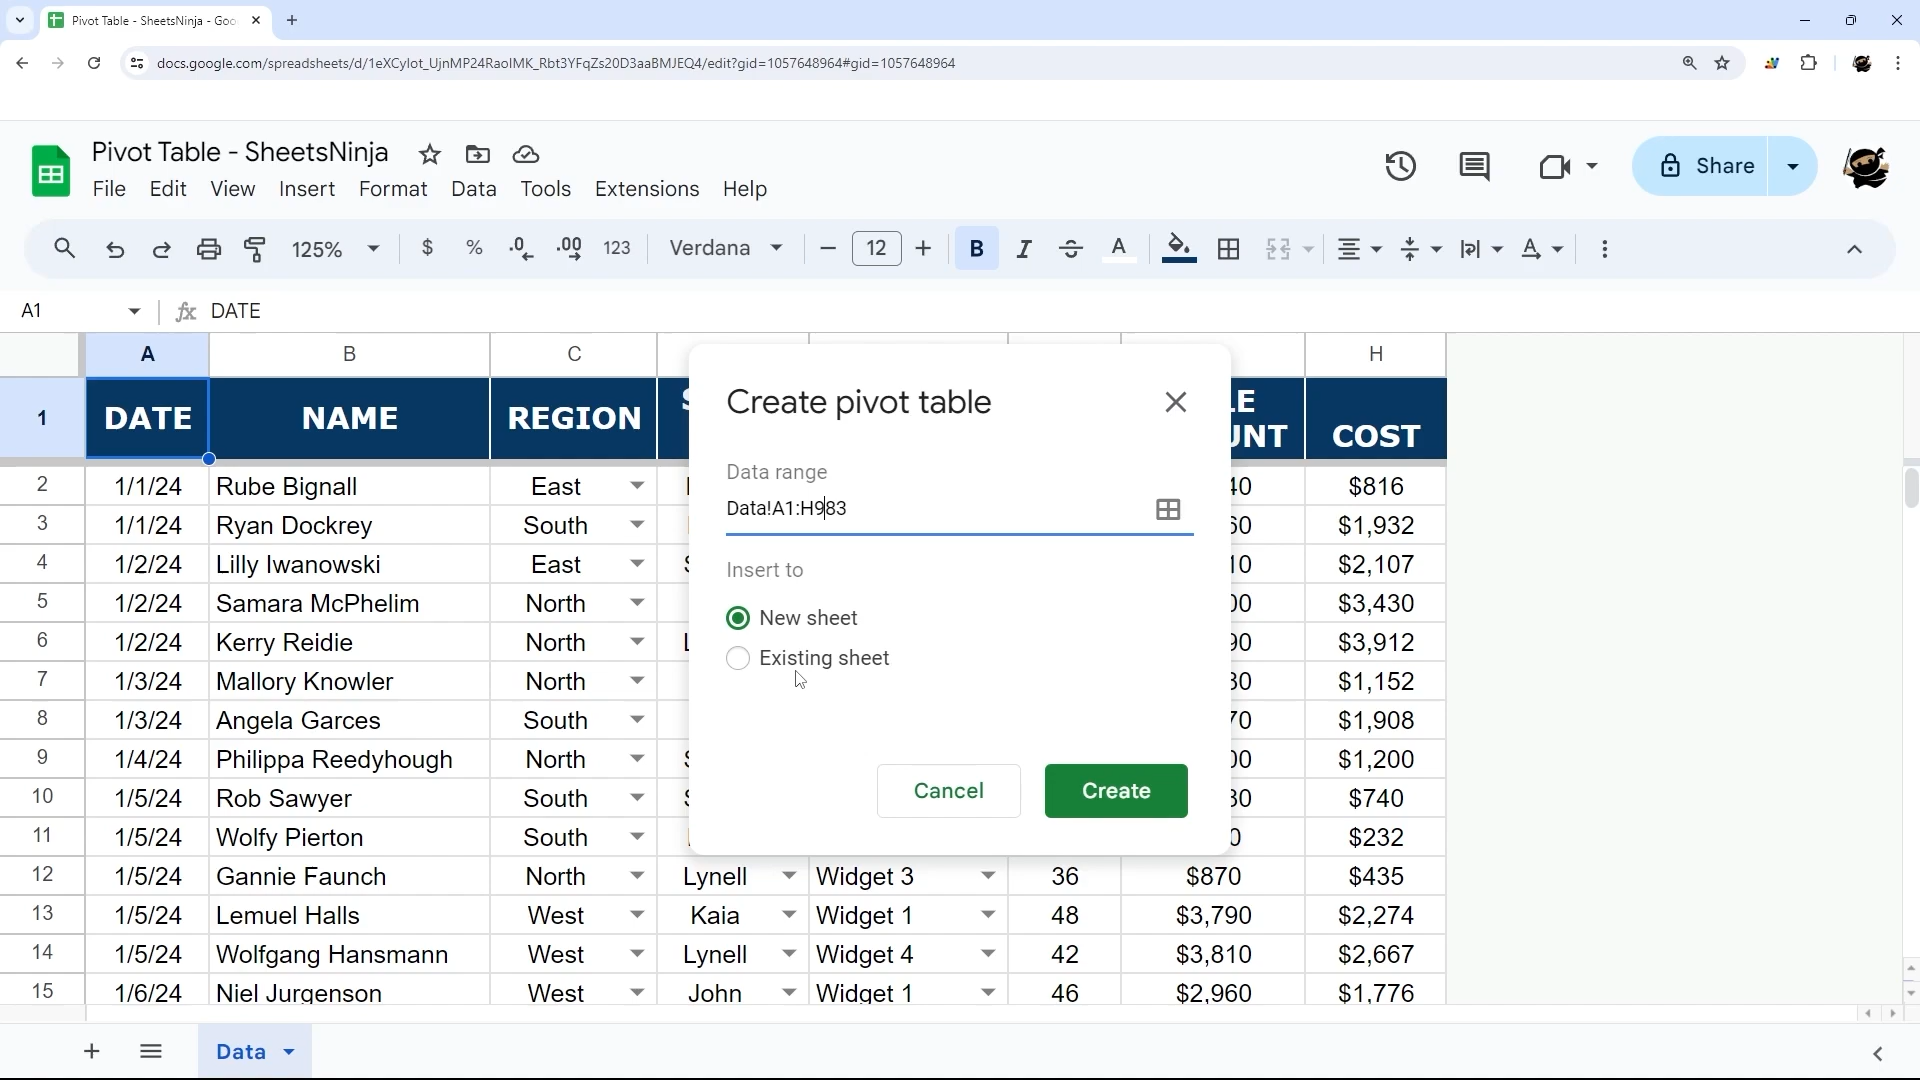 Pivot Table - SheetsNinja - Goo
docs.google.com/spreadsheets/d/1eXCylot_UjnMP24RaoIMK_Rbt3YFqZs20D3aaBMJEQ4/edit?gid=1057648964#gid=1057648964
Pivot Table - SheetsNinja
File Edit View Insert Format Data Tools Extensions Help
Share
125% $ % .0 .00 123 Verdana 12 B I S A
A1 fx DATE
A B C H
1 DATE NAME REGION COST
2 1/1/24 Rube Bignall East $816
3 1/1/24 Ryan Dockrey South $1,932
4 1/2/24 Lilly Iwanowski East $2,107
5 1/2/24 Samara McPhelim North $3,430
6 1/2/24 Kerry Reidie North $3,912
7 1/3/24 Mallory Knowler North $1,152
8 1/3/24 Angela Garces South $1,908
9 1/4/24 Philippa Reedyhough North $1,200
10 1/5/24 Rob Sawyer South $740
11 1/5/24 Wolfy Pierton South $232
12 1/5/24 Gannie Faunch North Lynell Widget 3 36 $870 $435
13 1/5/24 Lemuel Halls West Kaia Widget 1 48 $3,790 $2,274
14 1/5/24 Wolfgang Hansmann West Lynell Widget 4 42 $3,810 $2,667
15 1/6/24 Niel Jurgenson West John Widget 1 46 $2,960 $1,776
Create pivot table
Data range
Data!A1:H983
Insert to
New sheet
Existing sheet
Cancel Create
Data